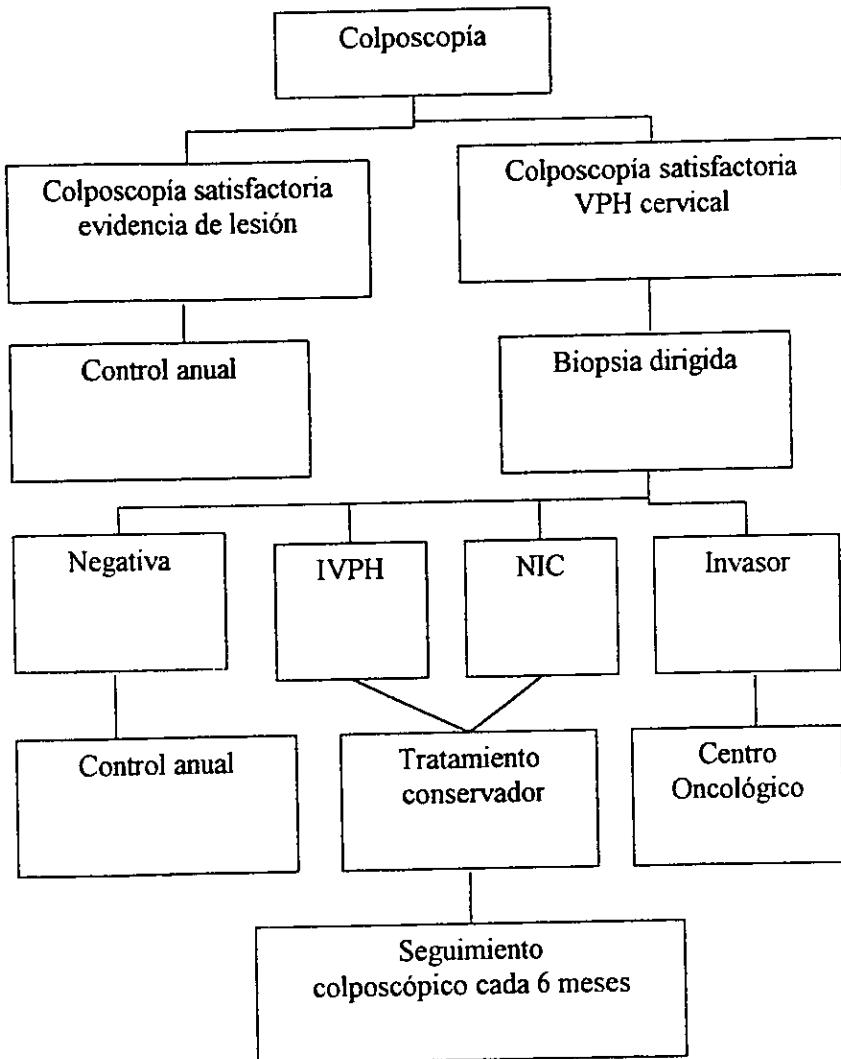 Colposcopía
Colposcopía satisfactoria
evidencia de lesión
Colposcopía satisfactoria
VPH cervical
Control anual
Biopsia dirigida
Negativa
IVPH
NIC
Invasor
Control anual
Tratamiento
conservador
Centro
Oncológico
Seguimiento
colposcópico cada 6 meses